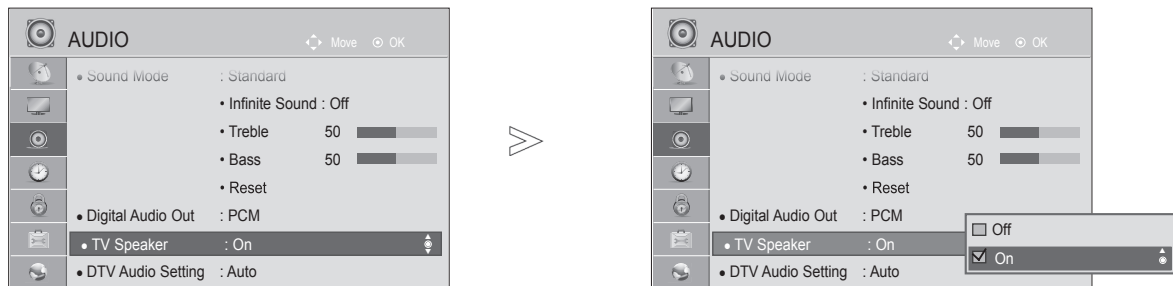 AUDIO
Move OK
• Sound Mode : Standard
• Infinite Sound : Off
• Treble 50
• Bass 50
• Reset
• Digital Audio Out : PCM
• TV Speaker : On
• DTV Audio Setting : Auto
AUDIO
Move OK
• Sound Mode : Standard
• Infinite Sound : Off
• Treble 50
• Bass 50
• Reset
• Digital Audio Out : PCM
• TV Speaker : On
• DTV Audio Setting : Auto
Off
On